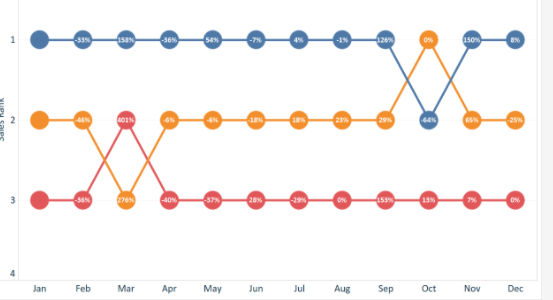 1
-33% 158% -36% 54% -7% 4% -1% 126% 0% 150% 8%
Sales Rank
2
-46% 401% -6% -6% -18% 18% 23% 29% -64% 65% -25%
3
-36% 276% -40% -37% 28% -29% 0% 153% 13% 7% 0%
4
Jan Feb Mar Apr May Jun Jul Aug Sep Oct Nov Dec